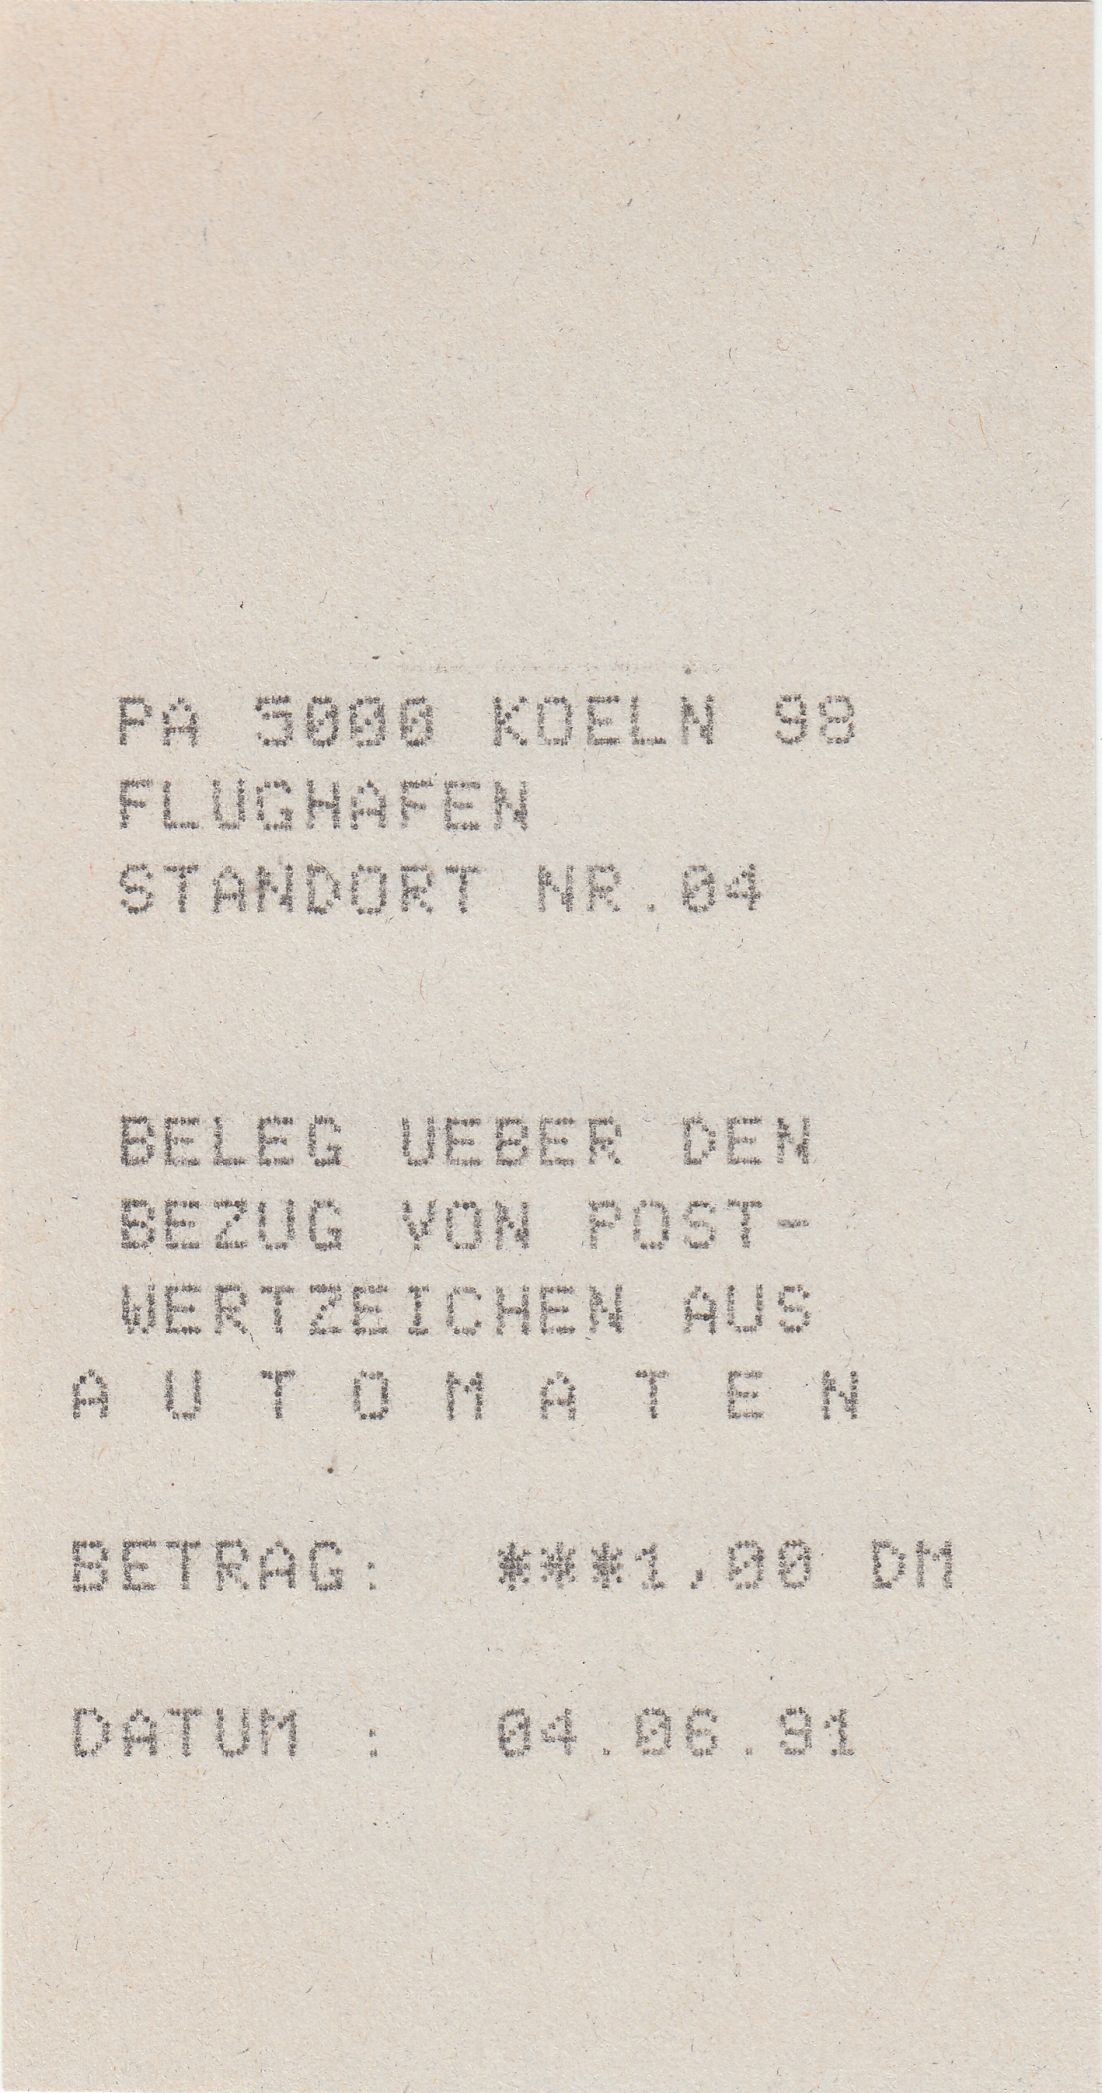 PA 5000 KOELN 98
FLUGHAFEN
STANDORT NR.04
BELEG UEBER DEN
BEZUG VON POST-
WERTZEICHEN AUS
A U T O M A T E N
BETRAG: ***1,00 DM
DATUM : 04.06.91